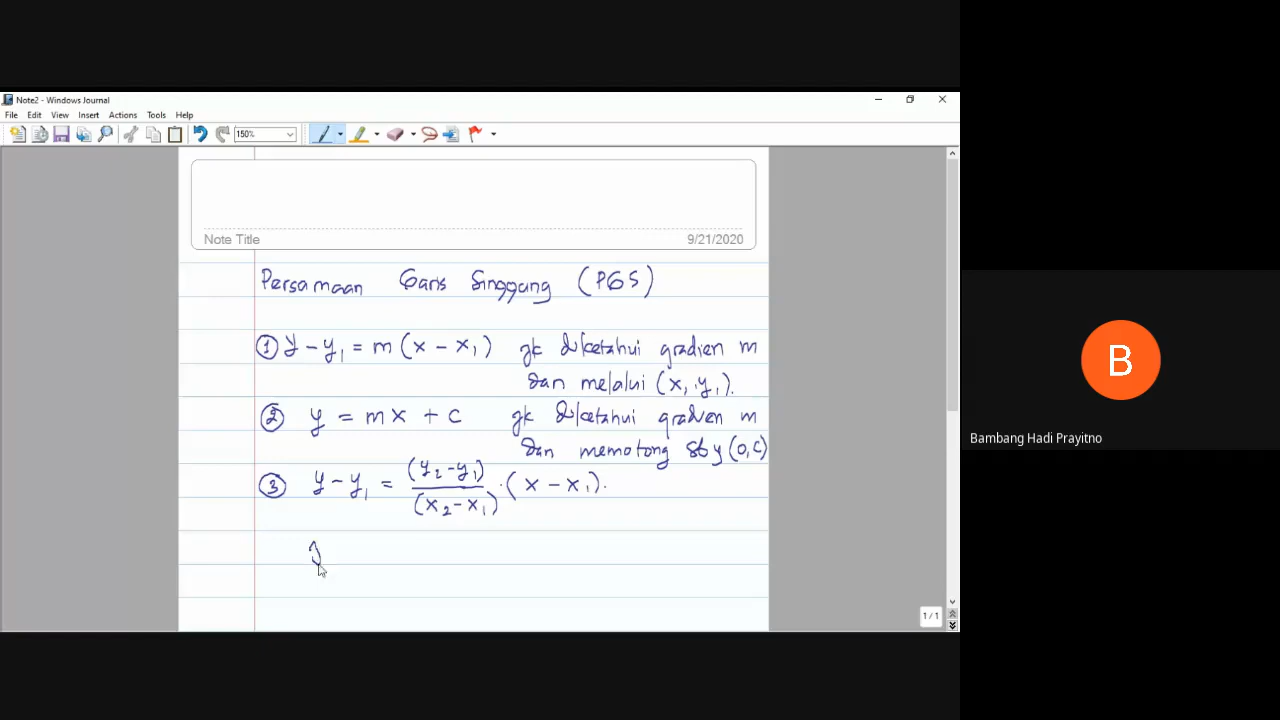 Note2 - Windows Journal
File Edit View Insert Actions Tools Help
150%
Note Title
9/21/2020
Persamaan Garis Singgung (PGS)
① y - y₁ = m (x - x₁) jk diketahui gradien m
dan melalui (x₁, y₁).
② y = mx + c jk diketahui gradien m
dan memotong sb y (0, c)
③ y - y₁ = (y₂ - y₁) / (x₂ - x₁) · (x - x₁).
1 / 1
B
Bambang Hadi Prayitno